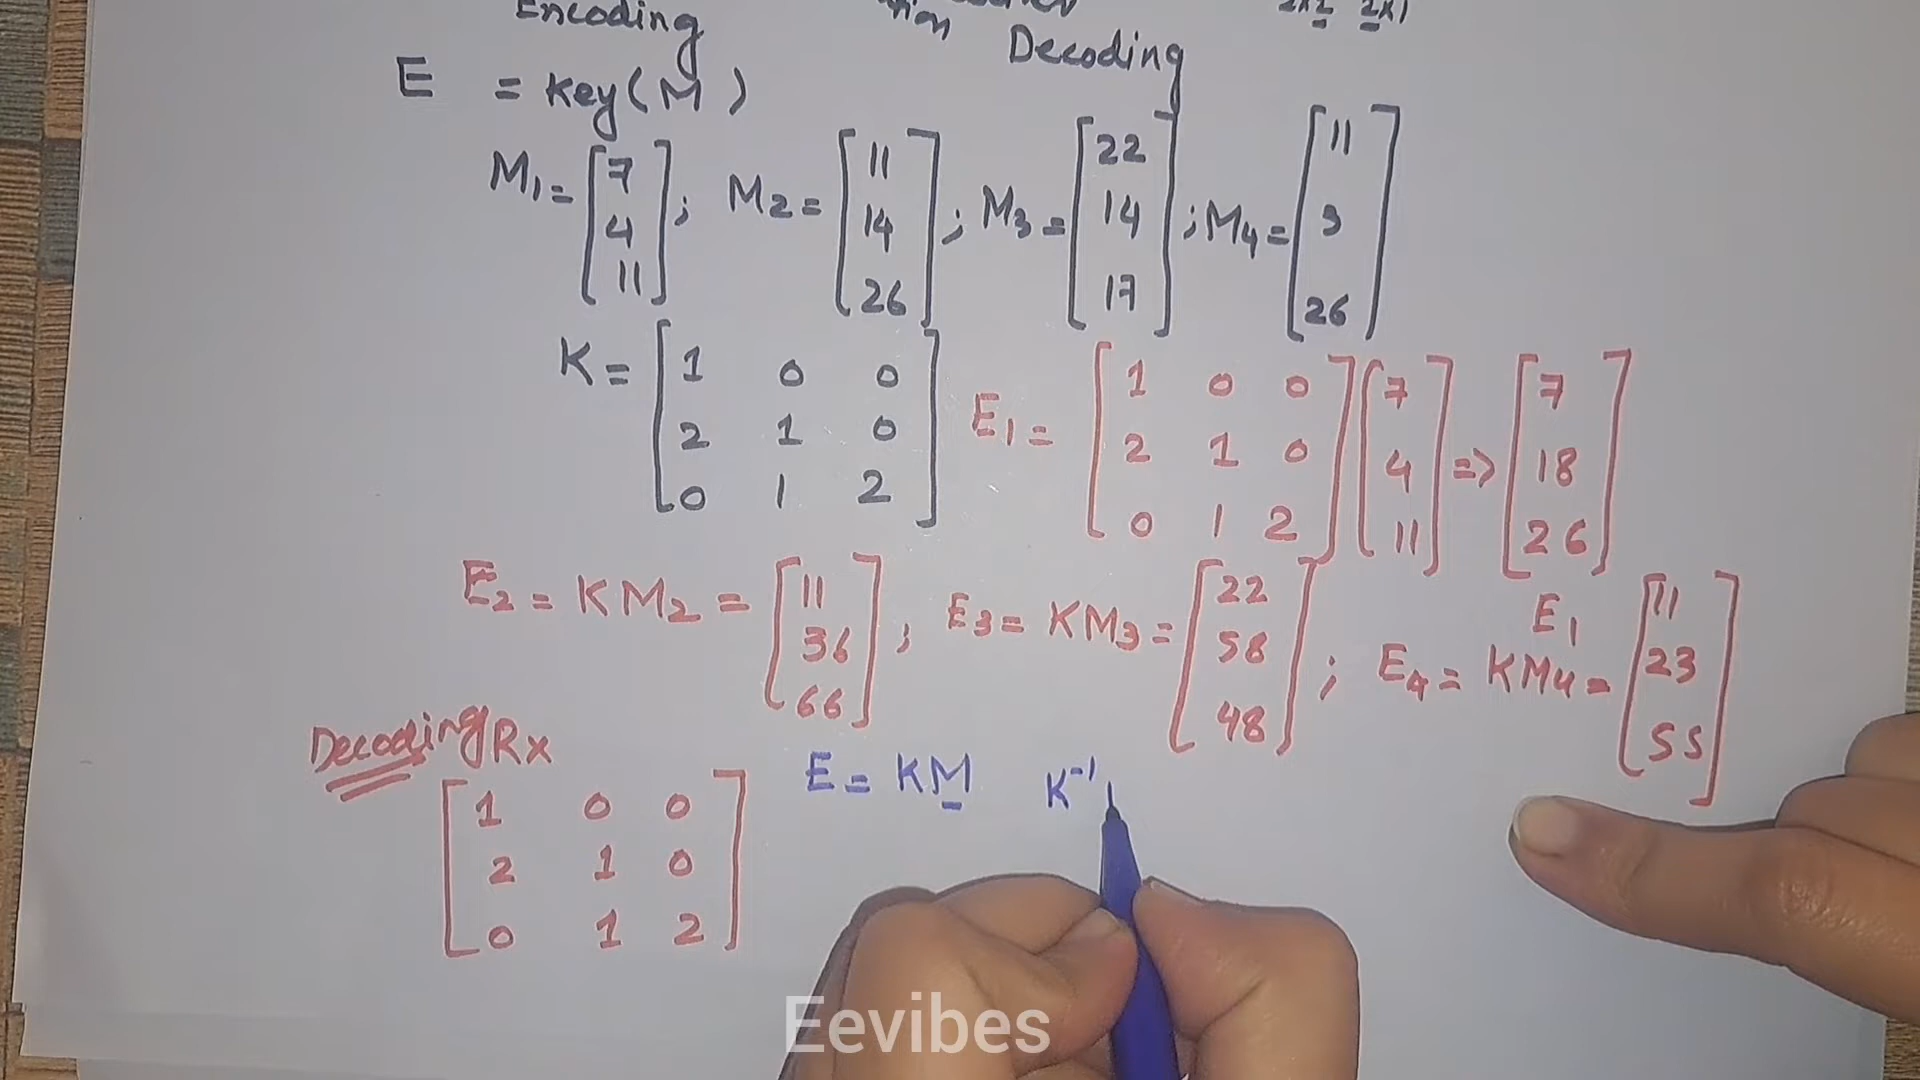 Encoding
Decoding 2x2 2x1
E = Key(M)
M1= [7 4 11] ; M2= [11 14 26] ; M3= [22 14 17] ; M4= [11 9 26]
K= [1 0 0
2 1 0
0 1 2]
E1= [1 0 0
2 1 0
0 1 2] [7 4 11] => [7 18 26]
E2 = KM2 = [11 36 66] ; E3= KM3= [22 58 48] ; E4= KM4= [11 23 55]
E1
Decoding Rx
[1 0 0
2 1 0
0 1 2]
E = KM K⁻¹
Eevibes